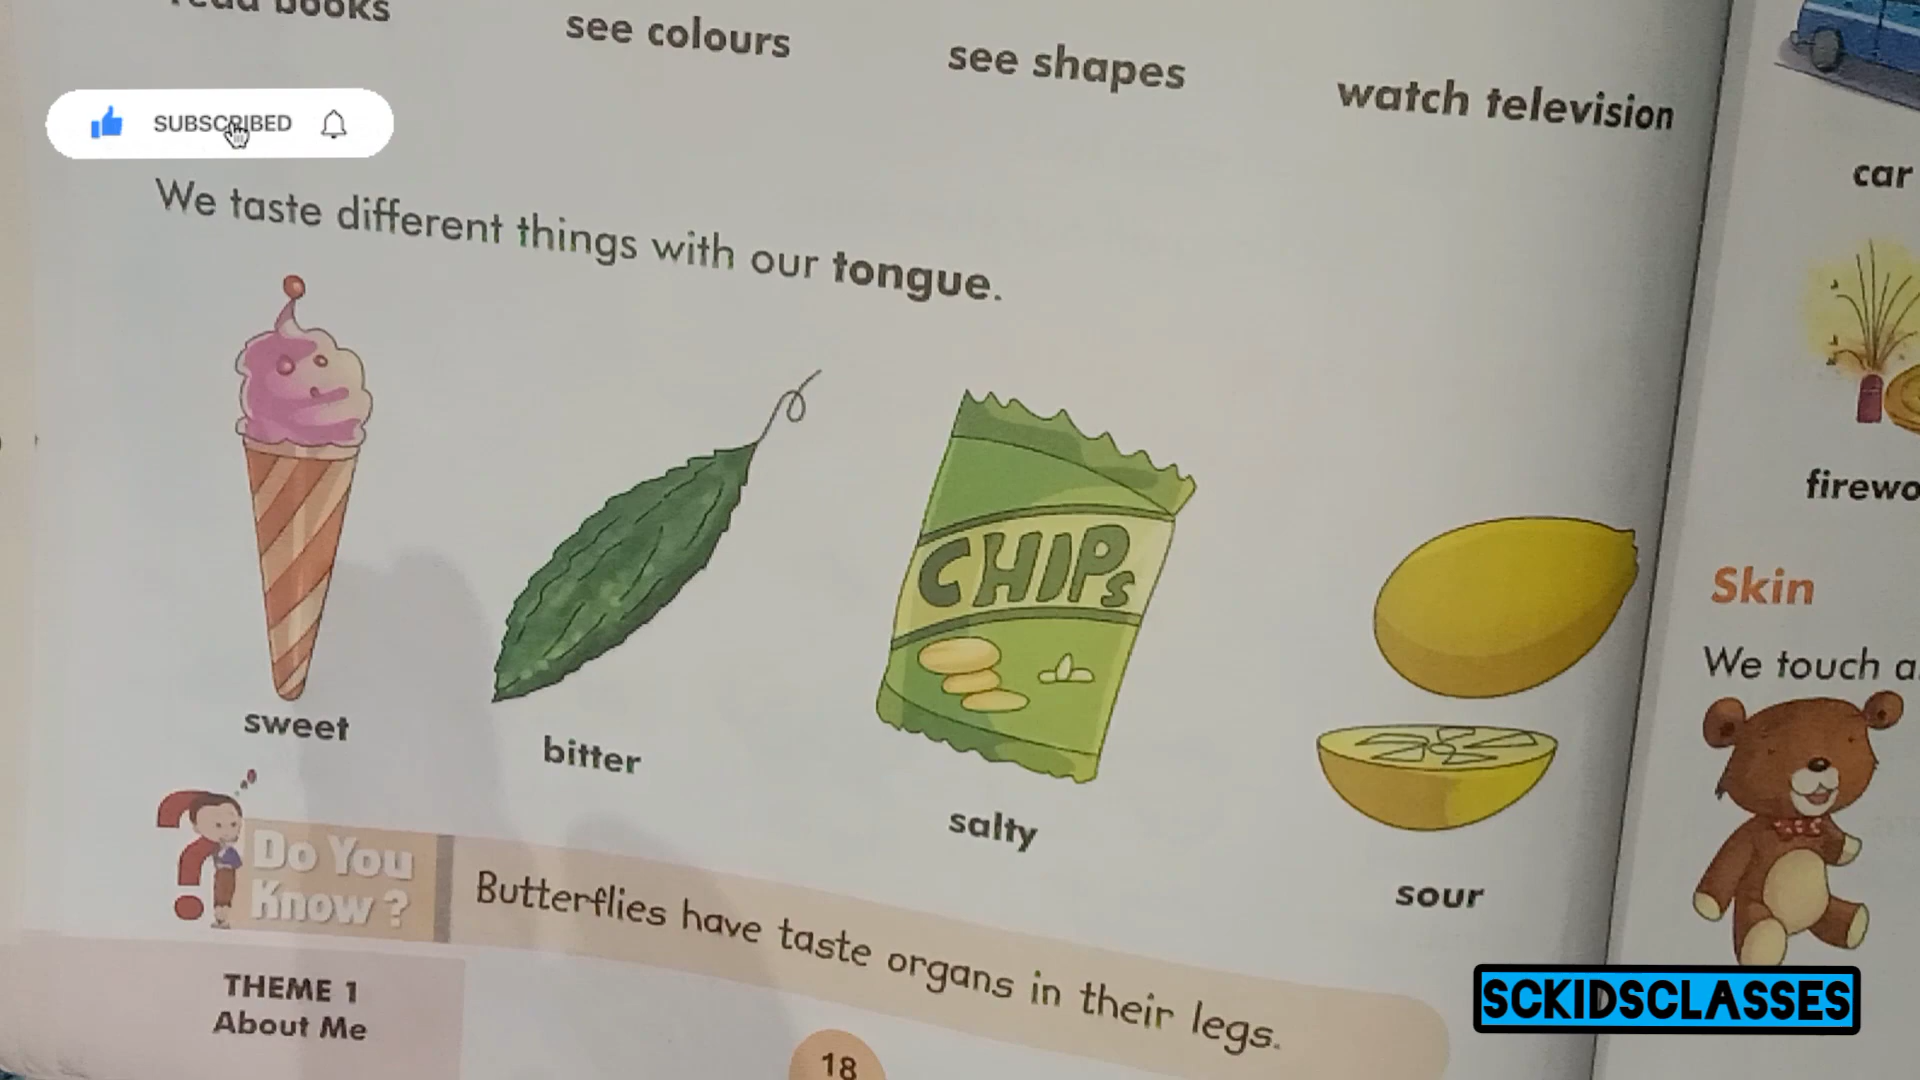 read books
see colours
see shapes
watch television
SUBSCRIBED
We taste different things with our tongue.
CHIPs
sweet
bitter
salty
sour
Do You
Know ?
Butterflies have taste organs in their legs.
THEME 1
About Me
18
car
Skin
We touch
SCKIDSCLASSES